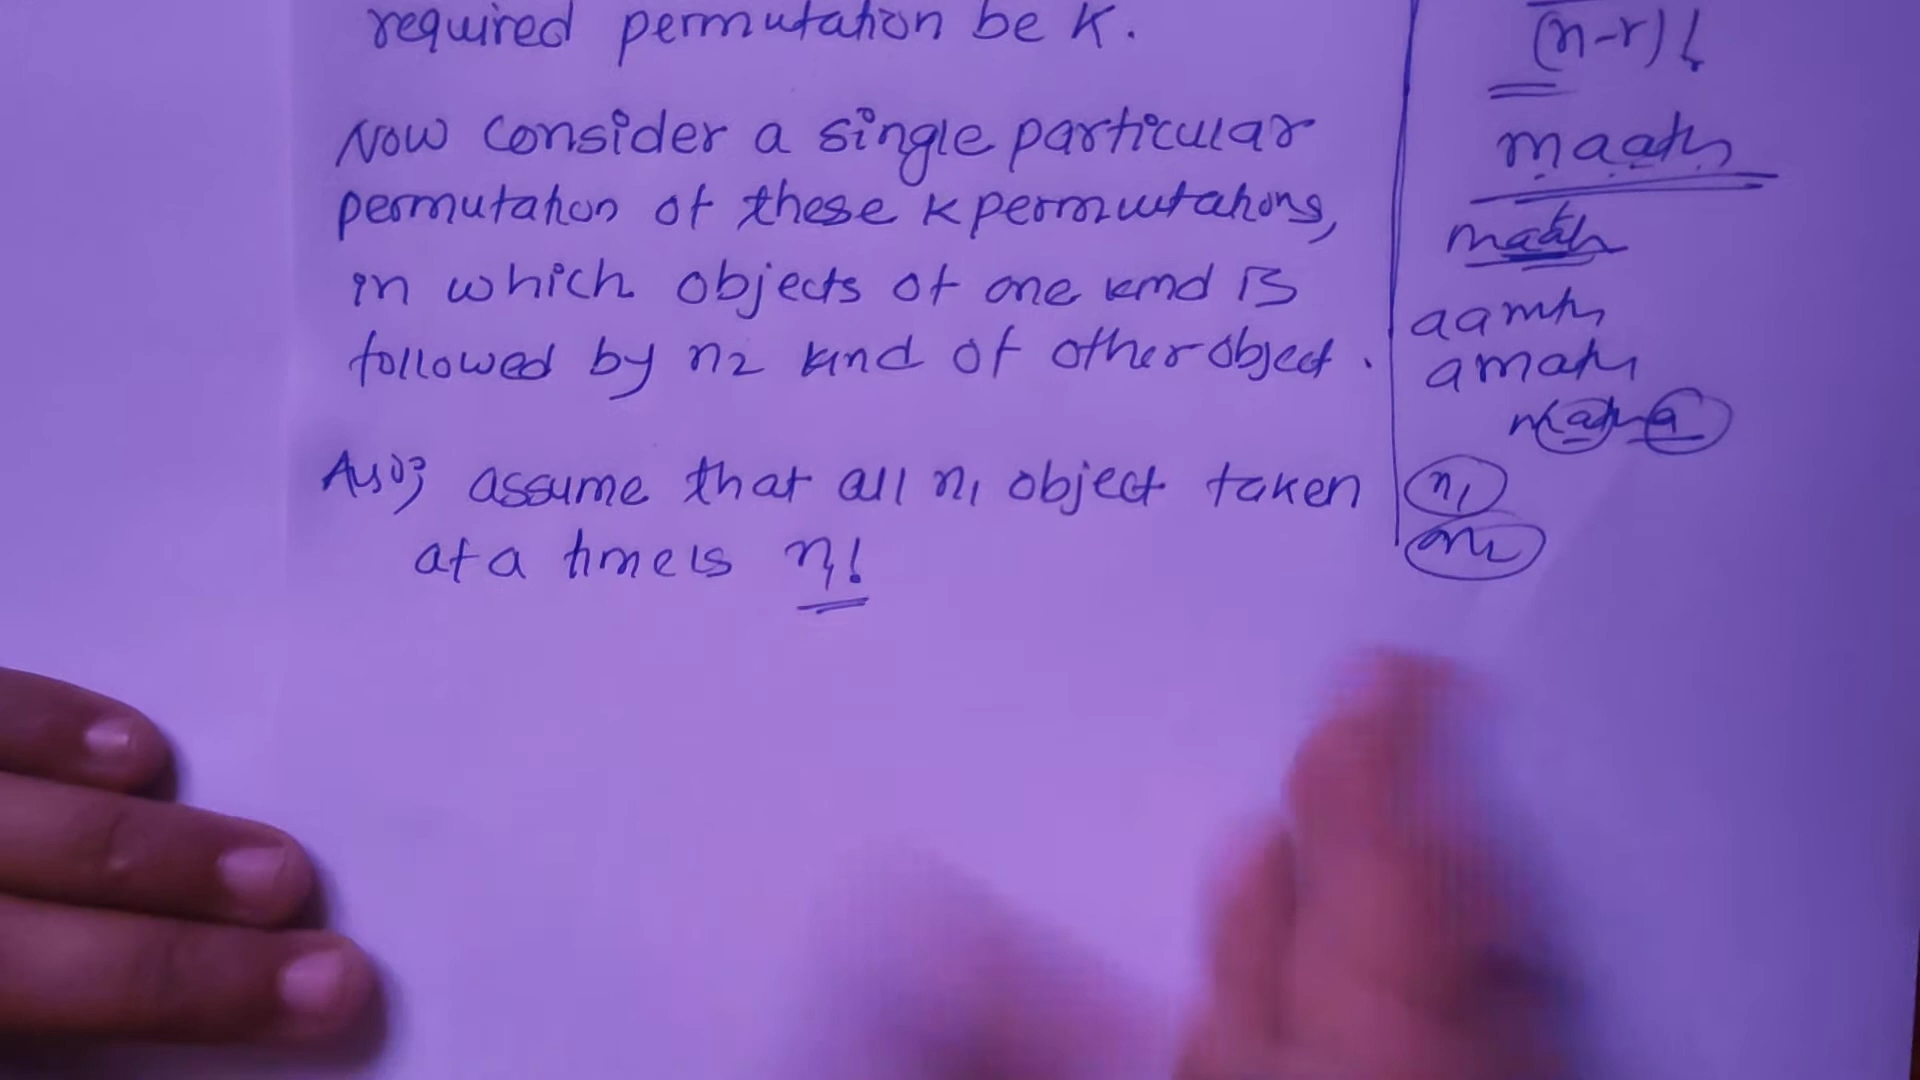 required permutation be K.
Now consider a single particular
permutation of these K permutations,
in which objects of one kind is
followed by n2 kind of other object.
Also, assume that all n1 object taken
at a time is n1!
(n-r)!
maath
maath
aamth
amath
matha
n1
n2